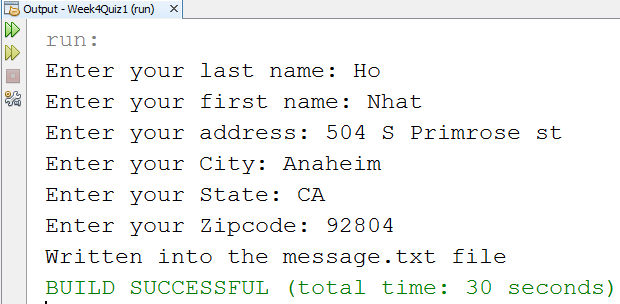 Output - Week4Quiz1 (run)
run:
Enter your last name: Ho
Enter your first name: Nhat
Enter your address: 504 S Primrose st
Enter your City: Anaheim
Enter your State: CA
Enter your Zipcode: 92804
Written into the message.txt file
BUILD SUCCESSFUL (total time: 30 seconds)